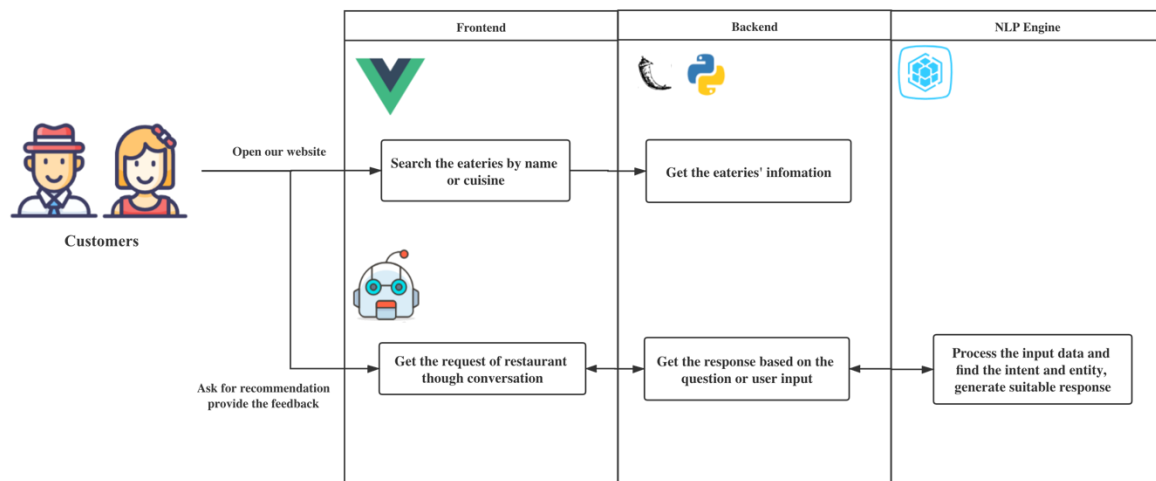 Frontend
Backend
NLP Engine
Open our website
Search the eateries by name
or cuisine
Get the eateries' infomation
Customers
Ask for recommendation
provide the feedback
Get the request of restaurant
though conversation
Get the response based on the
question or user input
Process the input data and
find the intent and entity,
generate suitable response